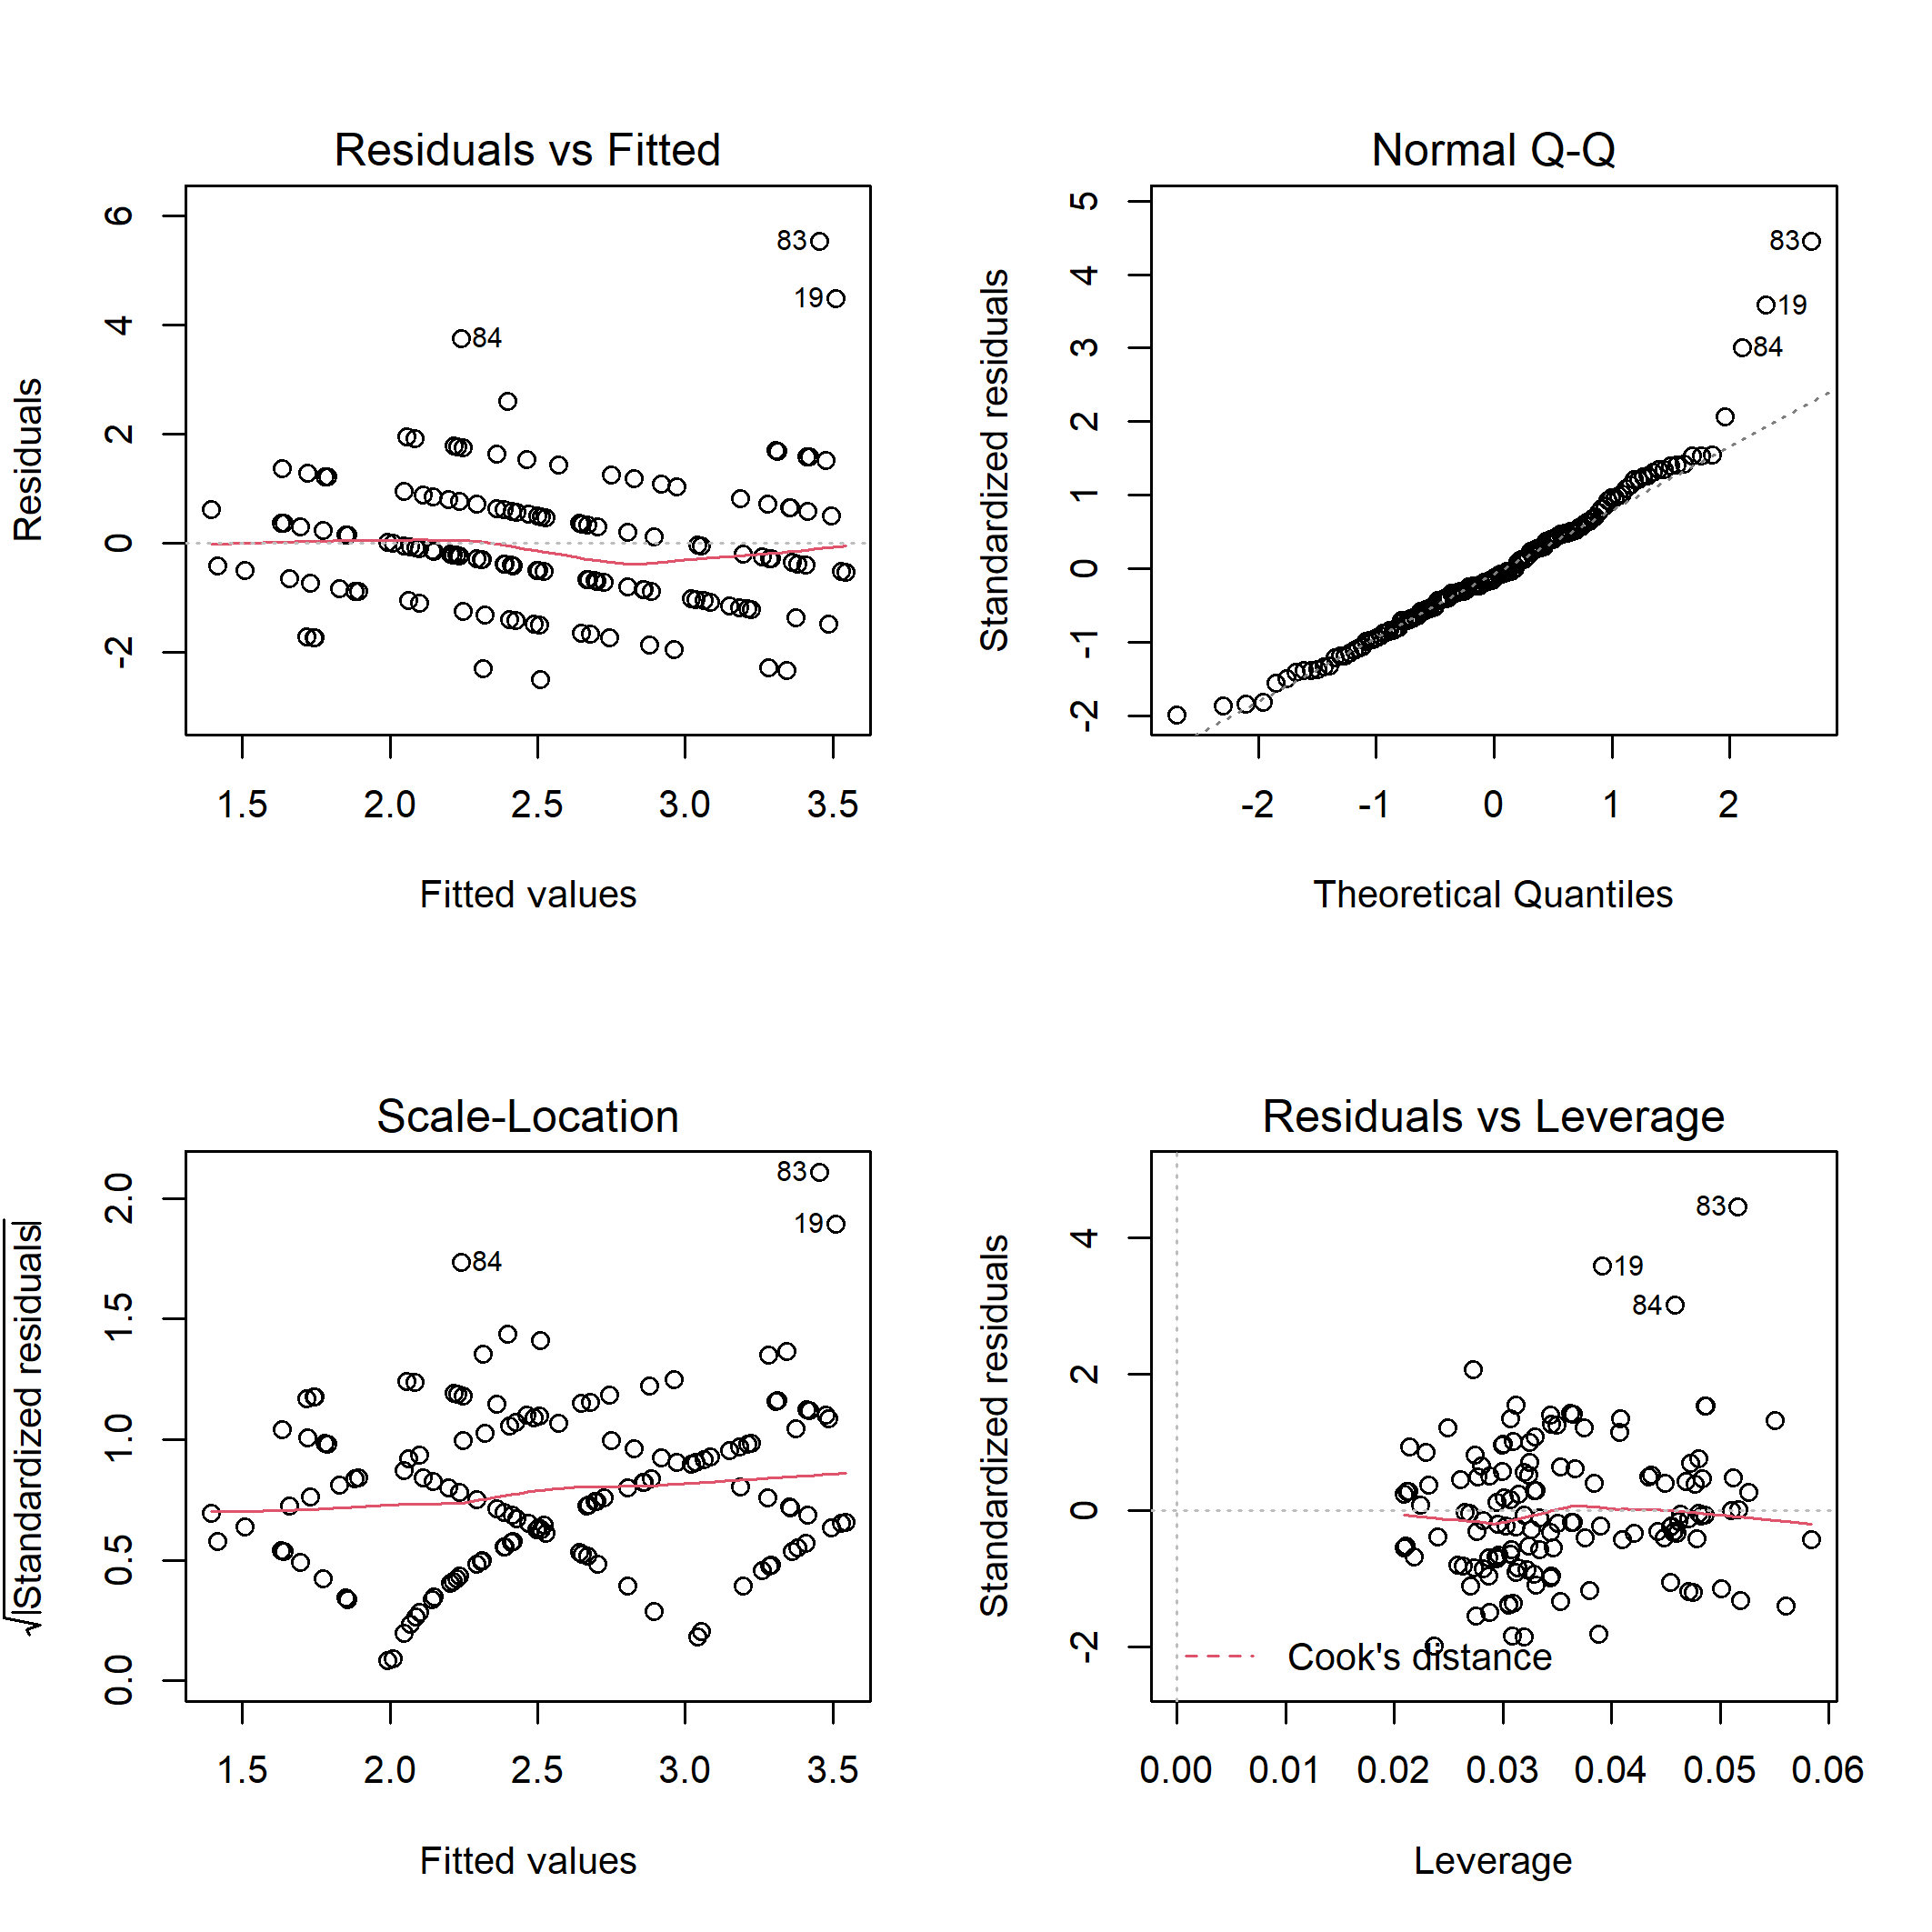 Residuals vs Fitted
Residuals
6
4
2
0
-2
83
19
84
1.5 2.0 2.5 3.0 3.5
Fitted values
Normal Q-Q
Standardized residuals
5
4
3
2
1
0
-1
-2
83
19
84
-2 -1 0 1 2
Theoretical Quantiles
Scale-Location
√|Standardized residuals|
2.0
1.5
1.0
0.5
0.0
83
19
84
1.5 2.0 2.5 3.0 3.5
Fitted values
Residuals vs Leverage
Standardized residuals
4
2
0
-2
83
19
84
Cook's distance
0.00 0.01 0.02 0.03 0.04 0.05 0.06
Leverage